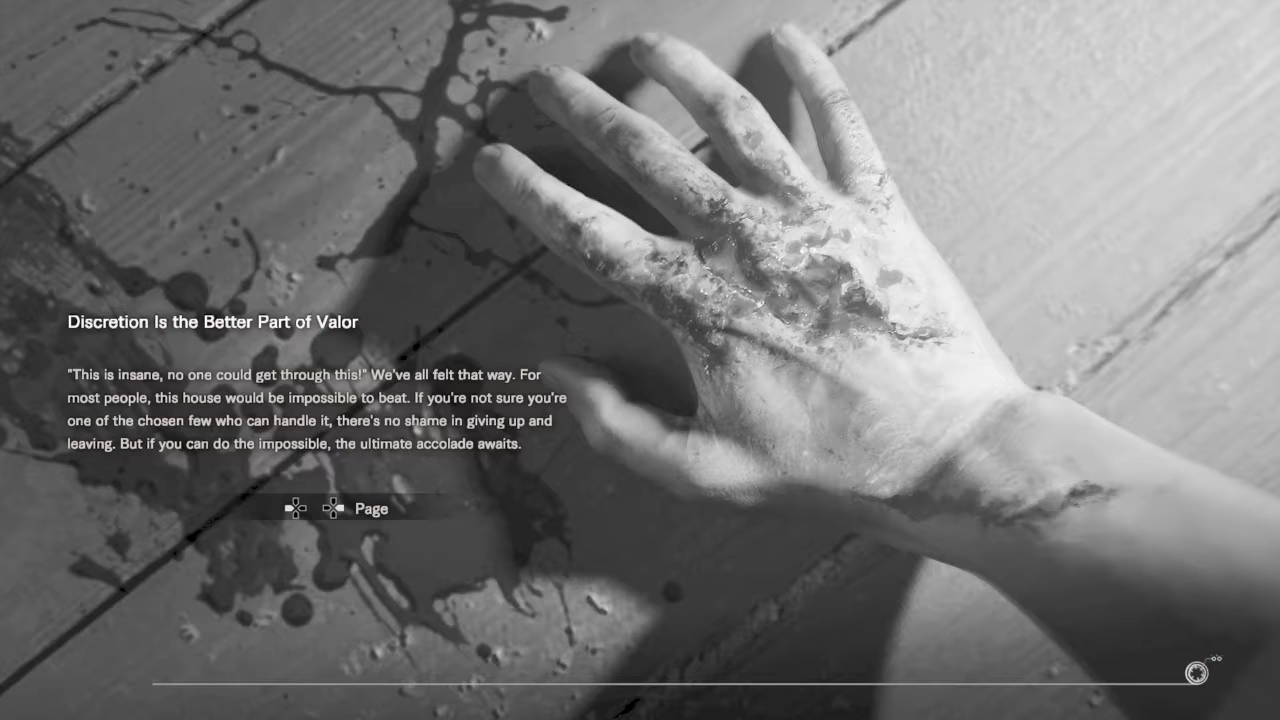 Discretion Is the Better Part of Valor
"This is insane, no one could get through this!" We've all felt that way. For
most people, this house would be impossible to beat. If you're not sure you're
one of the chosen few who can handle it, there's no shame in giving up and
leaving. But if you can do the impossible, the ultimate accolade awaits.
Page